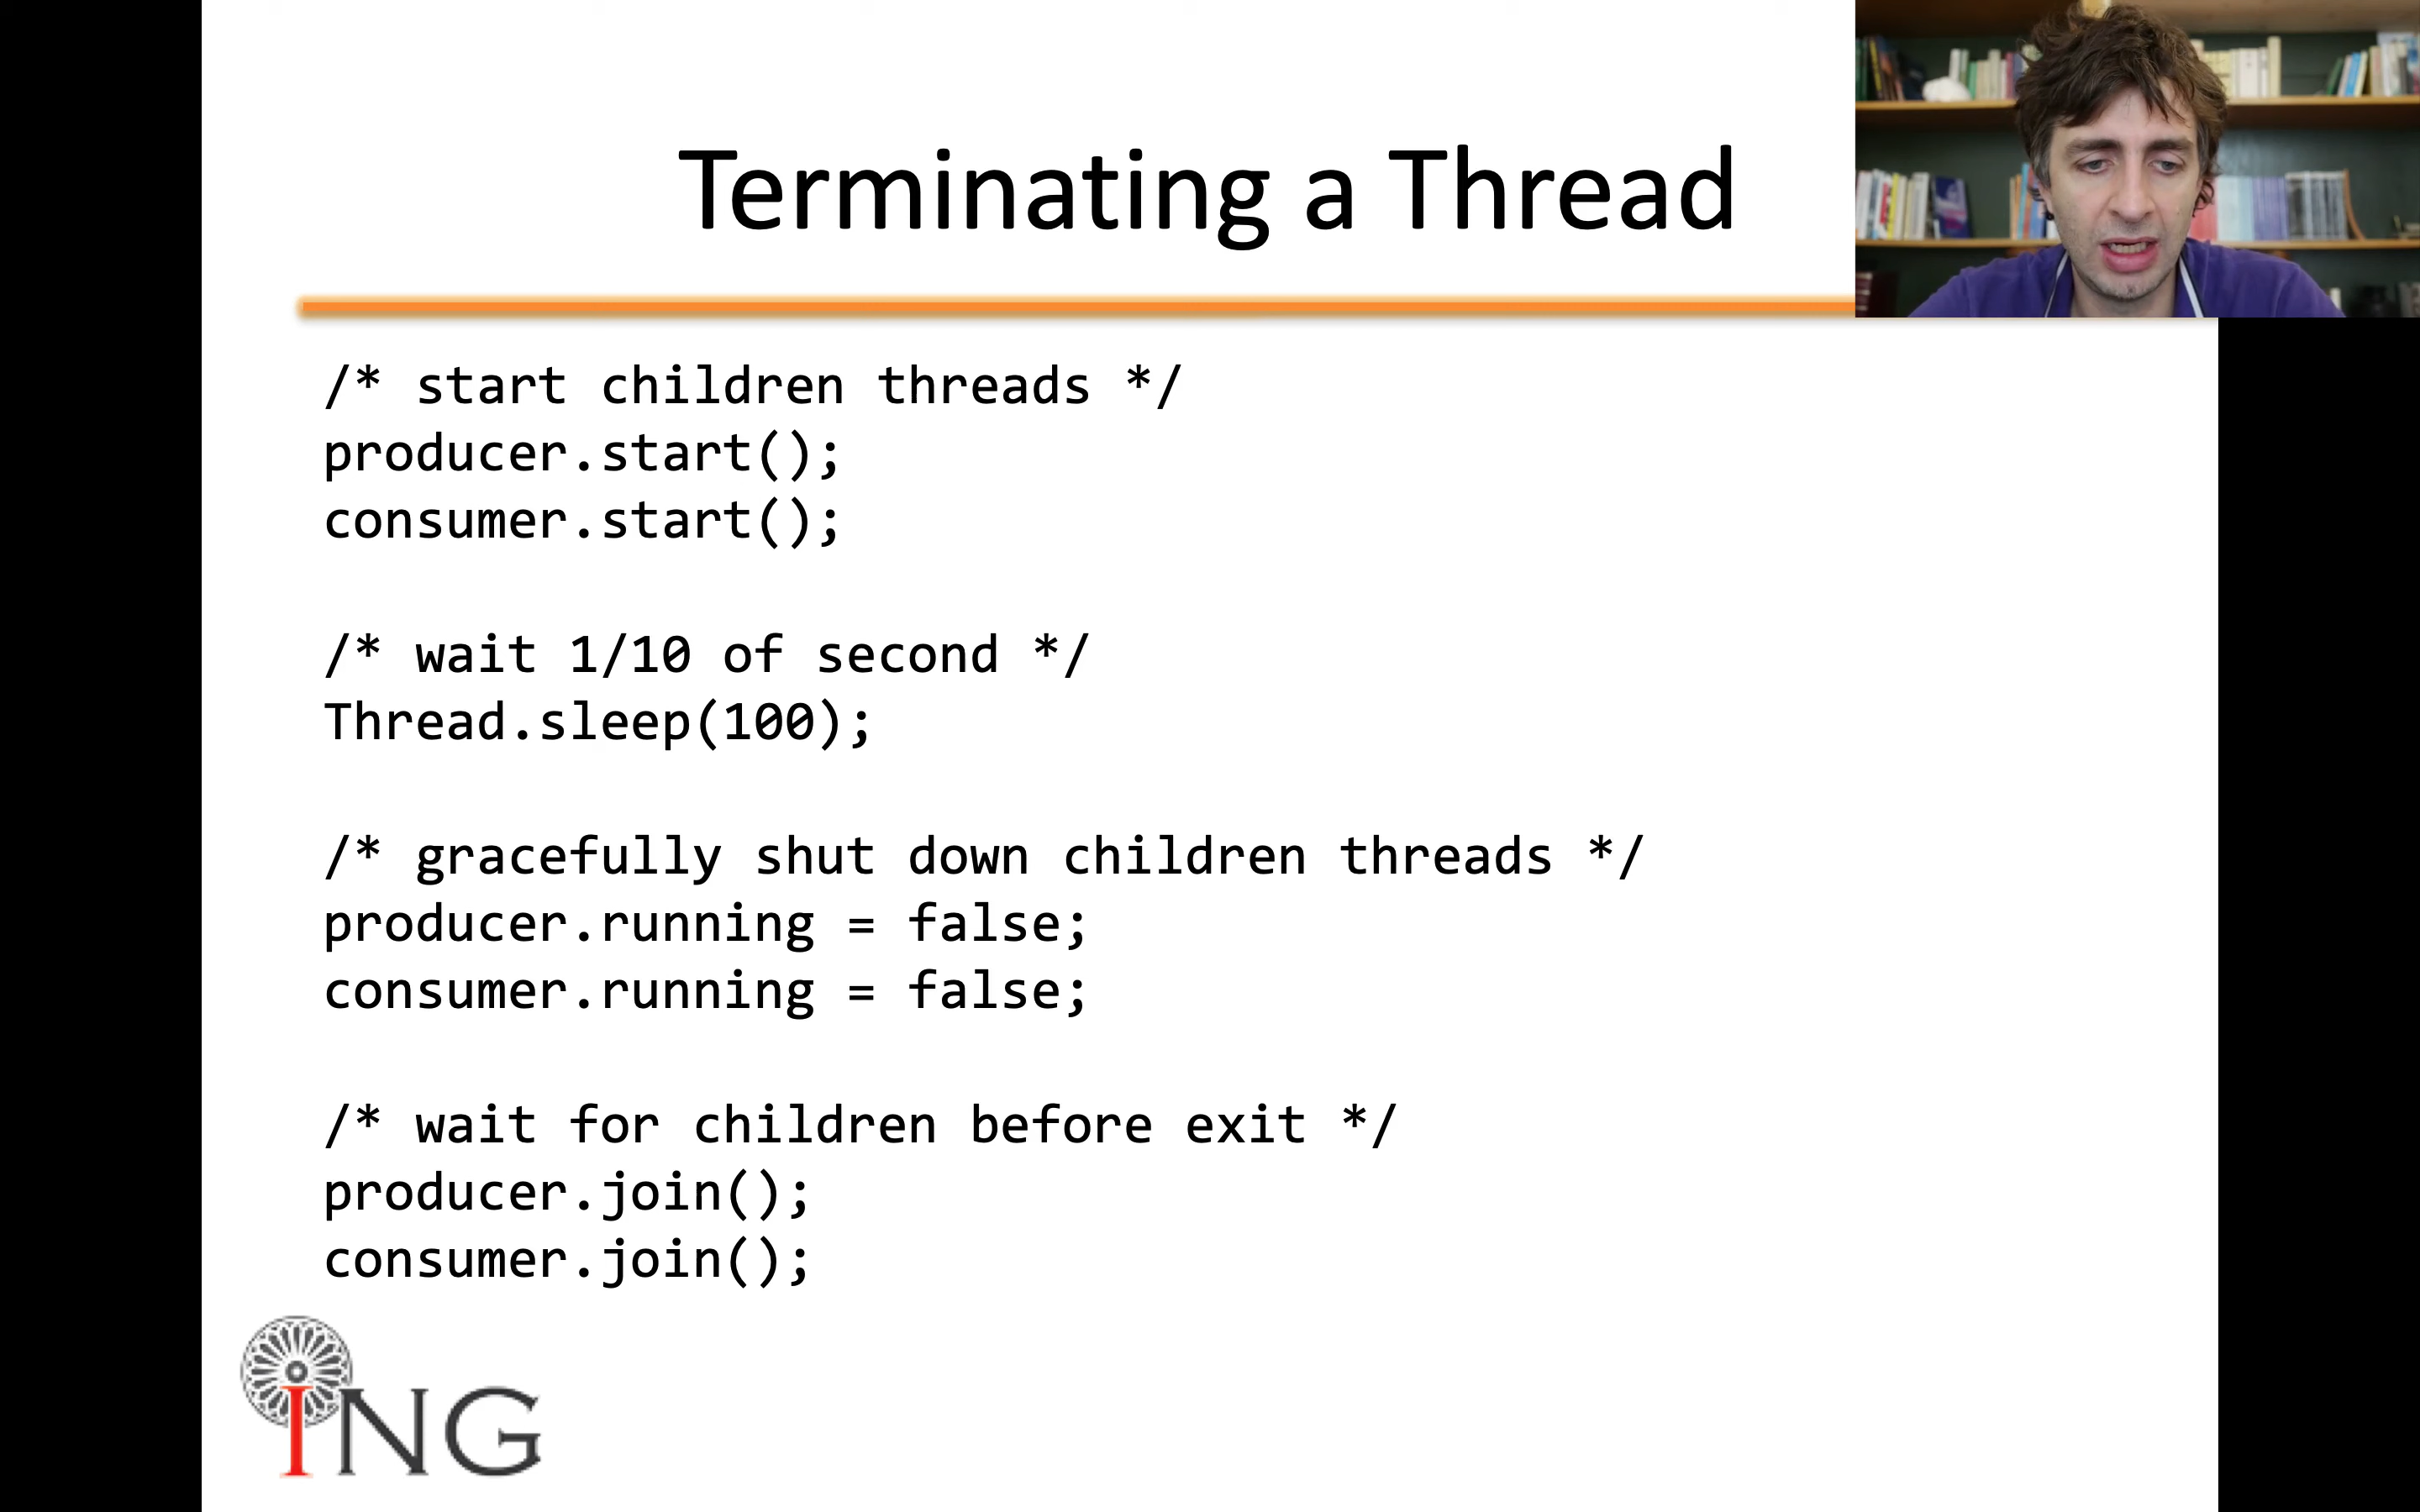 Terminating a Thread
/* start children threads */
producer.start();
consumer.start();
/* wait 1/10 of second */
Thread.sleep(100);
/* gracefully shut down children threads */
producer.running = false;
consumer.running = false;
/* wait for children before exit */
producer.join();
consumer.join();
ING